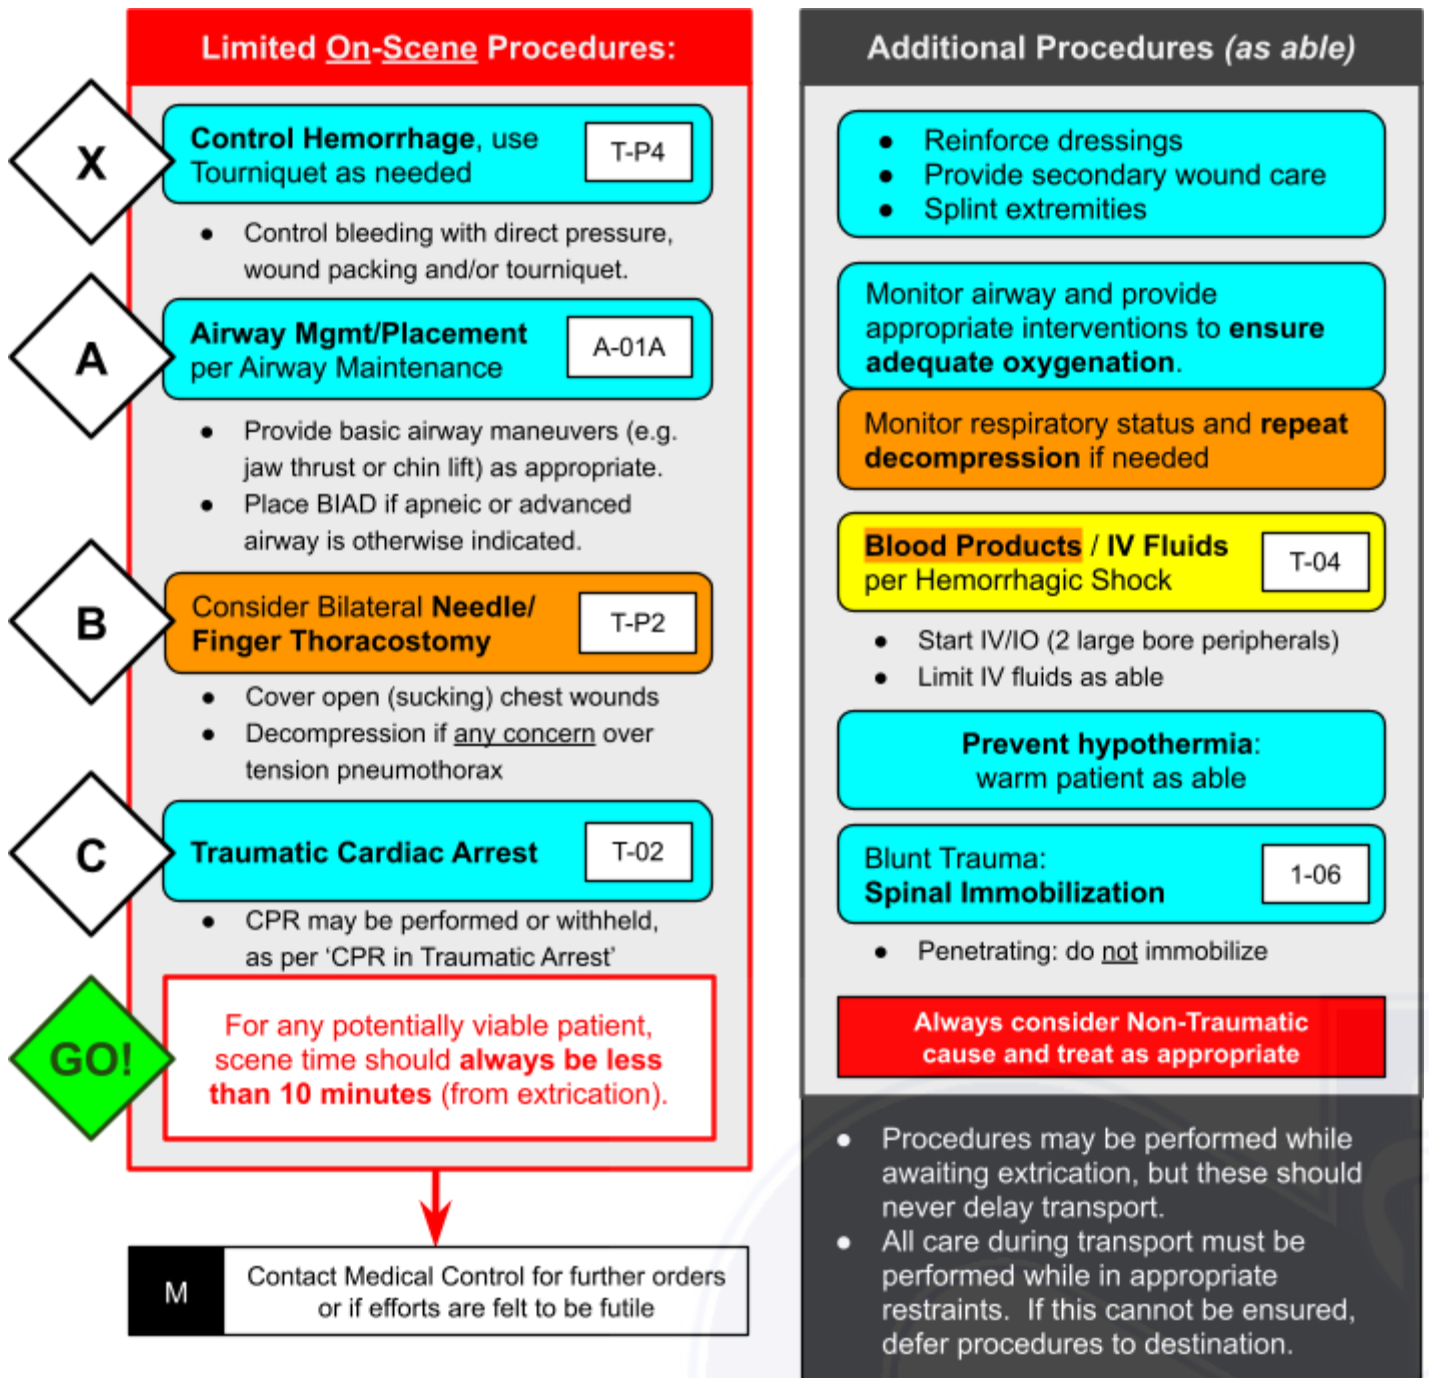 Limited On-Scene Procedures:
X
Control Hemorrhage, use
Tourniquet as needed
T-P4
● Control bleeding with direct pressure,
wound packing and/or tourniquet.
A
Airway Mgmt/Placement
per Airway Maintenance
A-01A
● Provide basic airway maneuvers (e.g.
jaw thrust or chin lift) as appropriate.
● Place BIAD if apneic or advanced
airway is otherwise indicated.
B
Consider Bilateral Needle/
Finger Thoracostomy
T-P2
● Cover open (sucking) chest wounds
● Decompression if any concern over
tension pneumothorax
C
Traumatic Cardiac Arrest
T-02
● CPR may be performed or withheld,
as per ‘CPR in Traumatic Arrest’
GO!
For any potentially viable patient,
scene time should always be less
than 10 minutes (from extrication).
M
Contact Medical Control for further orders
or if efforts are felt to be futile
Additional Procedures (as able)
● Reinforce dressings
● Provide secondary wound care
● Splint extremities
Monitor airway and provide
appropriate interventions to ensure
adequate oxygenation.
Monitor respiratory status and repeat
decompression if needed
Blood Products / IV Fluids
per Hemorrhagic Shock
T-04
● Start IV/IO (2 large bore peripherals)
● Limit IV fluids as able
Prevent hypothermia:
warm patient as able
Blunt Trauma:
Spinal Immobilization
1-06
● Penetrating: do not immobilize
Always consider Non-Traumatic
cause and treat as appropriate
● Procedures may be performed while
awaiting extrication, but these should
never delay transport.
● All care during transport must be
performed while in appropriate
restraints. If this cannot be ensured,
defer procedures to destination.